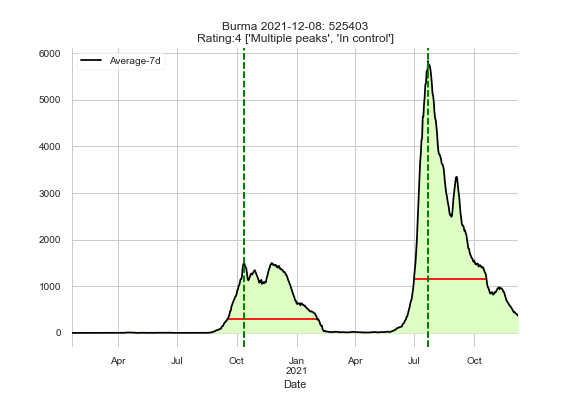 Burma 2021-12-08: 525403
Rating:4 ['Multiple peaks', 'In control']
Average-7d
6000
5000
4000
3000
2000
1000
0
Apr Jul Oct Jan Apr Jul Oct
2021
Date